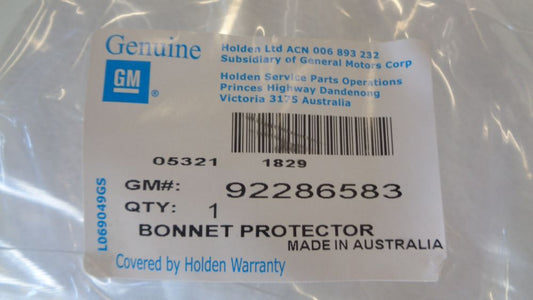 Genuine
GM
®
Holden Ltd ACN 006 893 232
Subsidiary of General Motors Corp
Holden Service Parts Operations
Princes Highway Dandenong
Victoria 3175 Australia
05321 1829
GM#: 92286583
QTY: 1
BONNET PROTECTOR
MADE IN AUSTRALIA
Covered by Holden Warranty
L069049GS